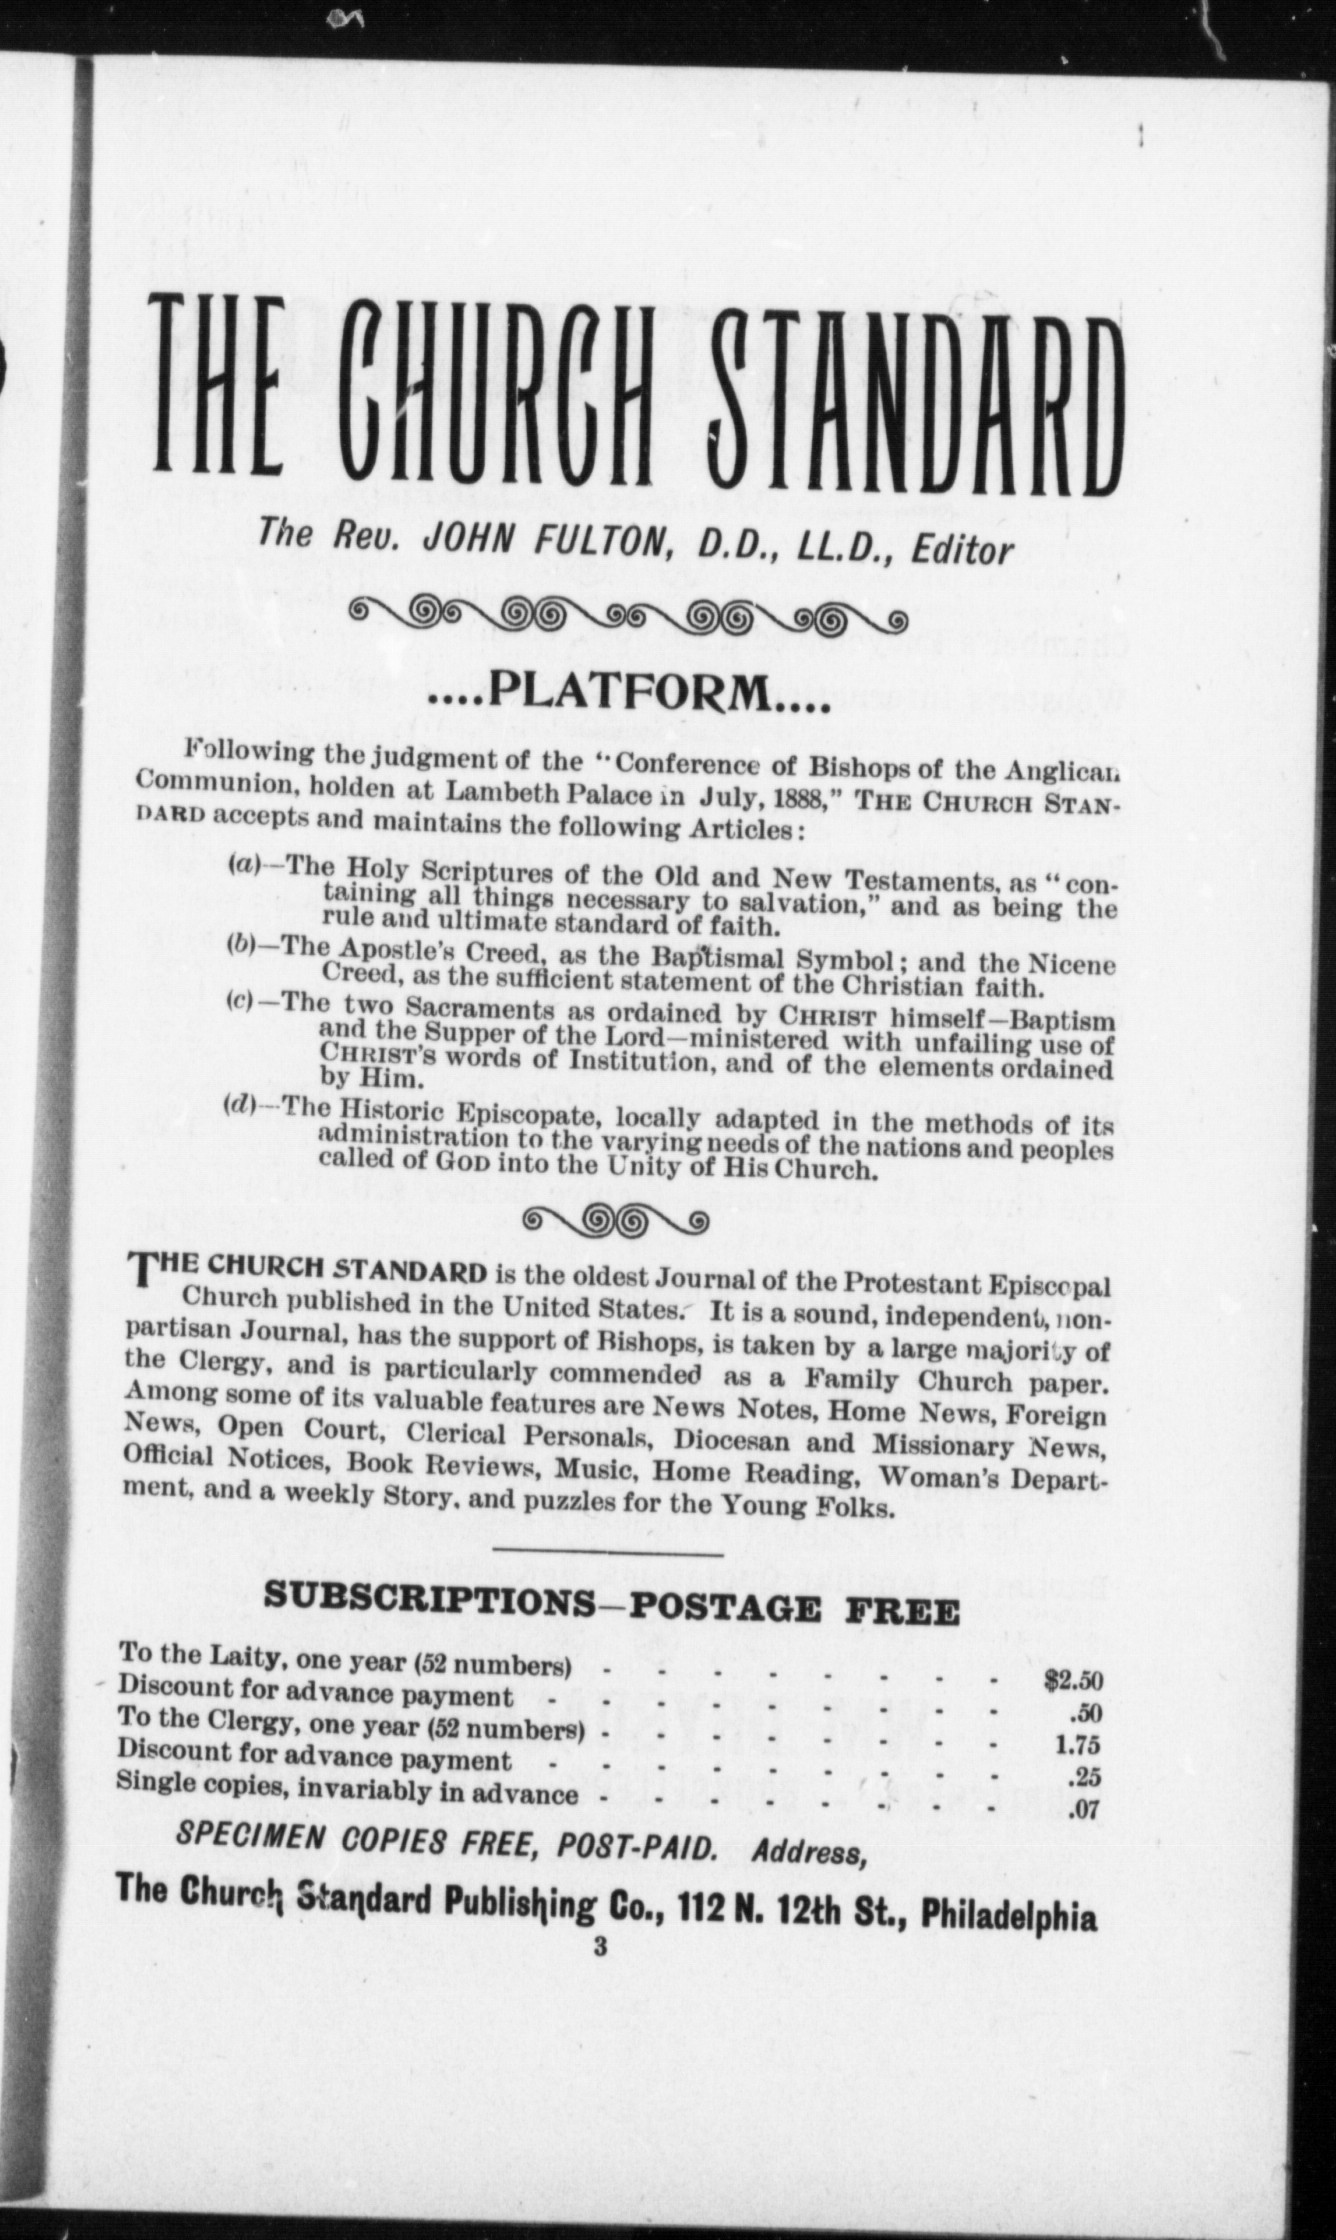 THE CHURCH STANDARD
The Rev. JOHN FULTON, D.D., LL.D., Editor
....PLATFORM....
Following the judgment of the "Conference of Bishops of the Anglican
Communion, holden at Lambeth Palace in July, 1888," THE CHURCH STAN-
DARD accepts and maintains the following Articles:
(a)—The Holy Scriptures of the Old and New Testaments, as "con-
taining all things necessary to salvation," and as being the
rule and ultimate standard of faith.
(b)—The Apostle's Creed, as the Baptismal Symbol; and the Nicene
Creed, as the sufficient statement of the Christian faith.
(c)—The two Sacraments as ordained by CHRIST himself—Baptism
and the Supper of the Lord—ministered with unfailing use of
CHRIST'S words of Institution, and of the elements ordained
by Him.
(d)—The Historic Episcopate, locally adapted in the methods of its
administration to the varying needs of the nations and peoples
called of GOD into the Unity of His Church.
THE CHURCH STANDARD is the oldest Journal of the Protestant Episcopal
Church published in the United States. It is a sound, independent, non-
partisan Journal, has the support of Bishops, is taken by a large majority of
the Clergy, and is particularly commended as a Family Church paper.
Among some of its valuable features are News Notes, Home News, Foreign
News, Open Court, Clerical Personals, Diocesan and Missionary News,
Official Notices, Book Reviews, Music, Home Reading, Woman's Depart-
ment, and a weekly Story, and puzzles for the Young Folks.
SUBSCRIPTIONS—POSTAGE FREE
To the Laity, one year (52 numbers) - - - - - - - - $2.50
Discount for advance payment - - - - - - - - - .50
To the Clergy, one year (52 numbers) - - - - - - - - 1.75
Discount for advance payment - - - - - - - - - .25
Single copies, invariably in advance - - - - - - - - .07
SPECIMEN COPIES FREE, POST-PAID. Address,
The Church Standard Publishing Co., 112 N. 12th St., Philadelphia
3